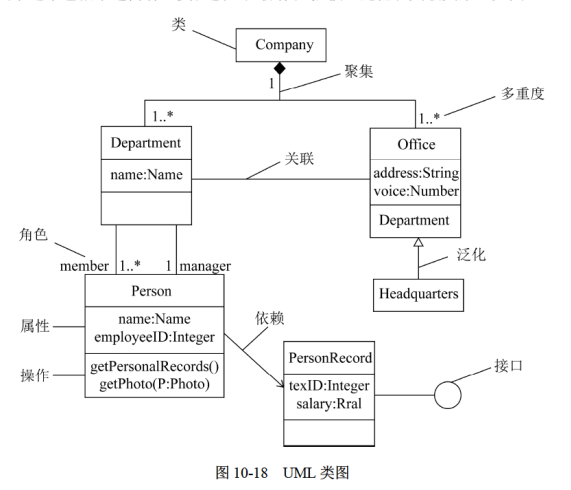 类
Company
聚集
1
多重度
1..*
1..*
Department
name:Name
关联
Office
address:String
voice:Number
Department
角色
member
1..*
1
manager
泛化
Headquarters
Person
属性
name:Name
employeeID:Integer
依赖
操作
getPersonalRecords()
getPhoto(P:Photo)
PersonRecord
texID:Integer
salary:Rral
接口
图 10-18 UML 类图